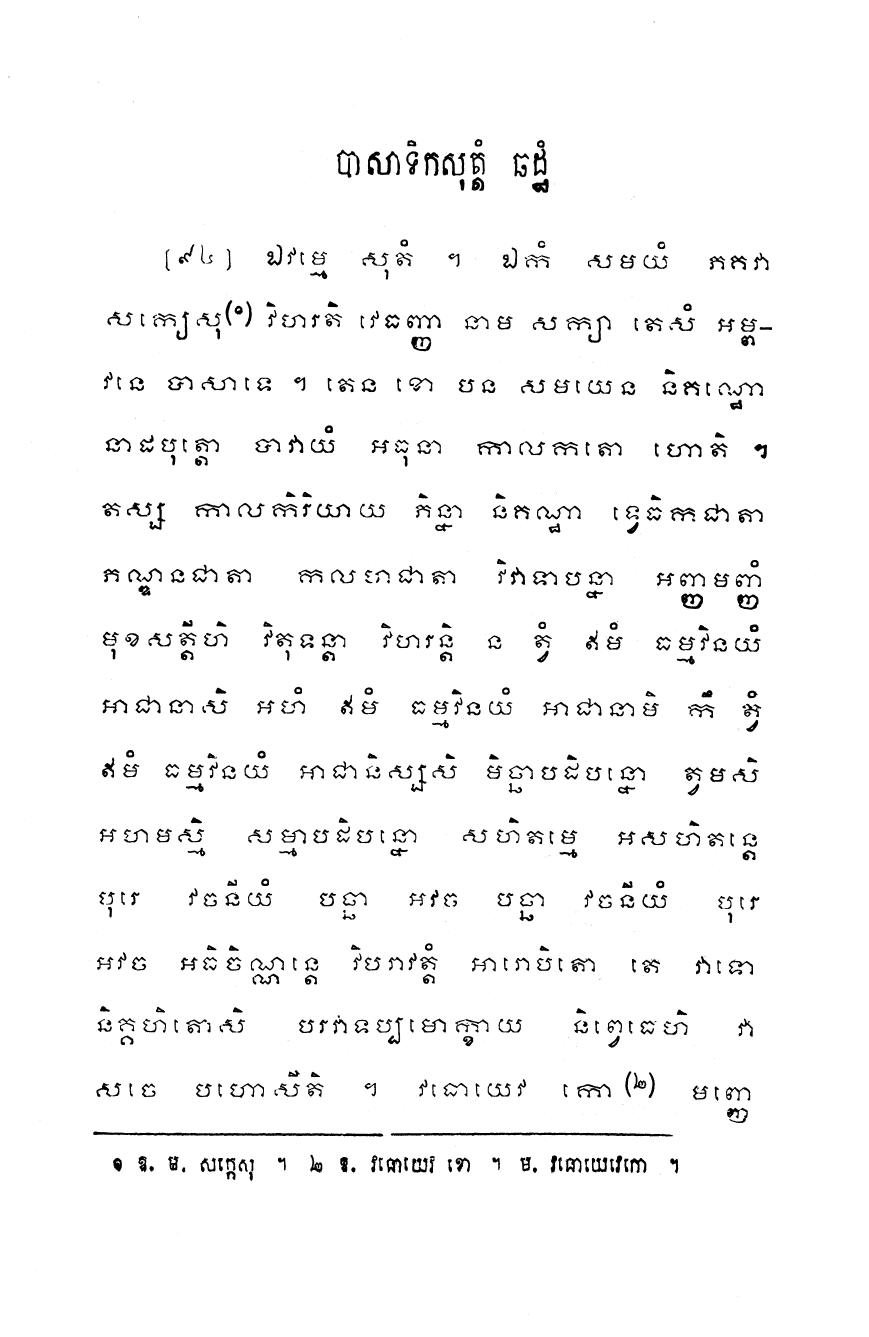 បាសាទិកសុត្តំ ឆដ្ឋំ
[៩៤] ឯវម្មេ សុតំ ។ ឯកំ សមយំ ភគវា
សក្យេសុ(១) វិហរតិ វេធញ្ញា នាម សក្យា តេសំ អម្ព-
វនេ បាសាទេ ។ តេន ខោ បន សមយេន និគណ្ឋោ
នាដបុត្តោ បាវាយំ អធុនា កាលកតោ ហោតិ ។
តស្ស កាលកិរិយាយ ភិន្នា និគណ្ឋា ទ្វេធិកជាតា
ភណ្ឌនជាតា កលហជាតា វិវាទាបន្នា អញ្ញមញ្ញំ
មុខសត្តីហិ វិតុទន្តា វិហរន្តិ ន ត្វំ ឥមំ ធម្មវិនយំ
អាជានាសិ អហំ ឥមំ ធម្មវិនយំ អាជានាមិ កឹ ត្វំ
ឥមំ ធម្មវិនយំ អាជានិស្សសិ មិច្ឆាបដិបន្នោ ត្វមសិ
អហមស្មិ សម្មាបដិបន្នោ សហិតម្មេ អសហិតន្តេ
បុរេ វចនីយំ បច្ឆា អវច បច្ឆា វចនីយំ បុរេ
អវច អធិចិណ្ណន្តេ វិបរាវត្តំ អារោបិតោ តេ វាទោ
និគ្គហិតោសិ បរវាទប្បមោក្ខាយ និព្វេធេហិ វា
សចេ បហោសីតិ ។ វធោយេវ កោ(២) មញ្ញេ
១ ឱ. ម. សក្កេសុ ។ ២ ឱ. វធោយេវ ខោ ។ ម. វធោយេវេកោ ។